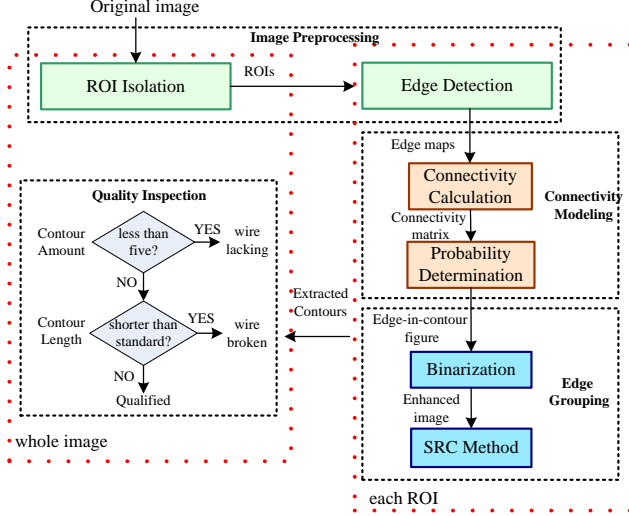 Original image
Image Preprocessing
ROI Isolation
ROIs
Edge Detection
Edge maps
Connectivity
Calculation
Connectivity
matrix
Probability
Determination
Connectivity
Modeling
Quality Inspection
Contour
Amount
less than
five?
YES
wire
lacking
NO
Contour
Length
shorter than
standard?
YES
wire
broken
NO
Qualified
Extracted
Contours
Edge-in-contour
figure
Binarization
Enhanced
image
SRC Method
Edge
Grouping
whole image
each ROI